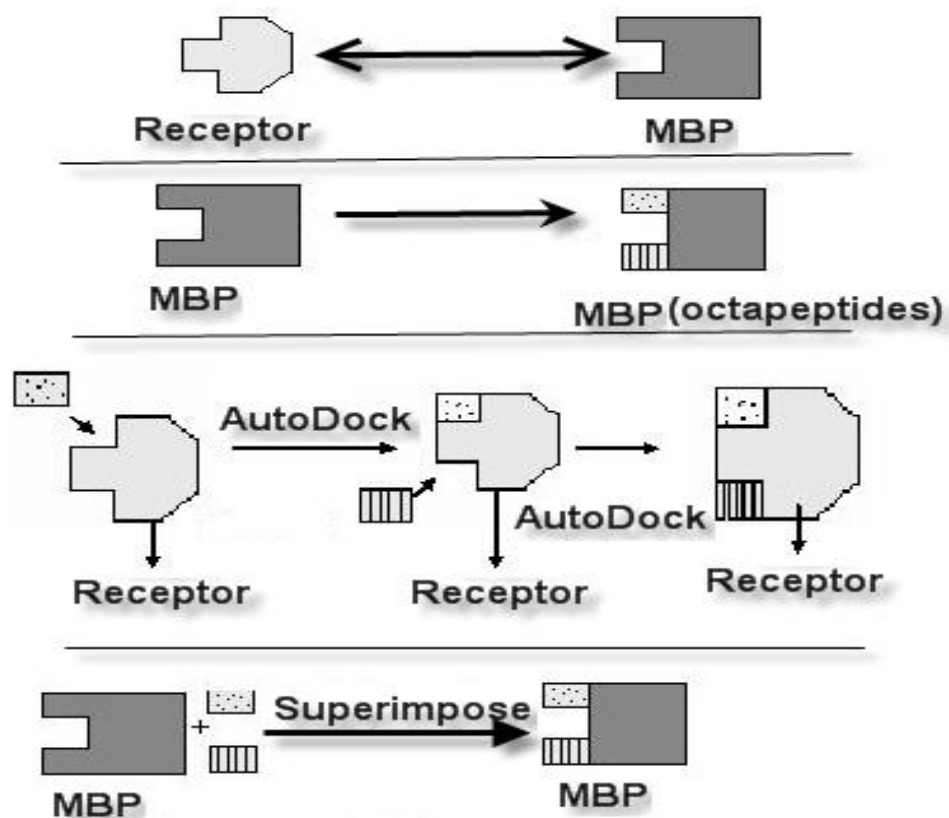 Receptor
MBP
MBP
MBP (octapeptides)
AutoDock
AutoDock
Receptor
Receptor
Receptor
+
Superimpose
MBP
MBP